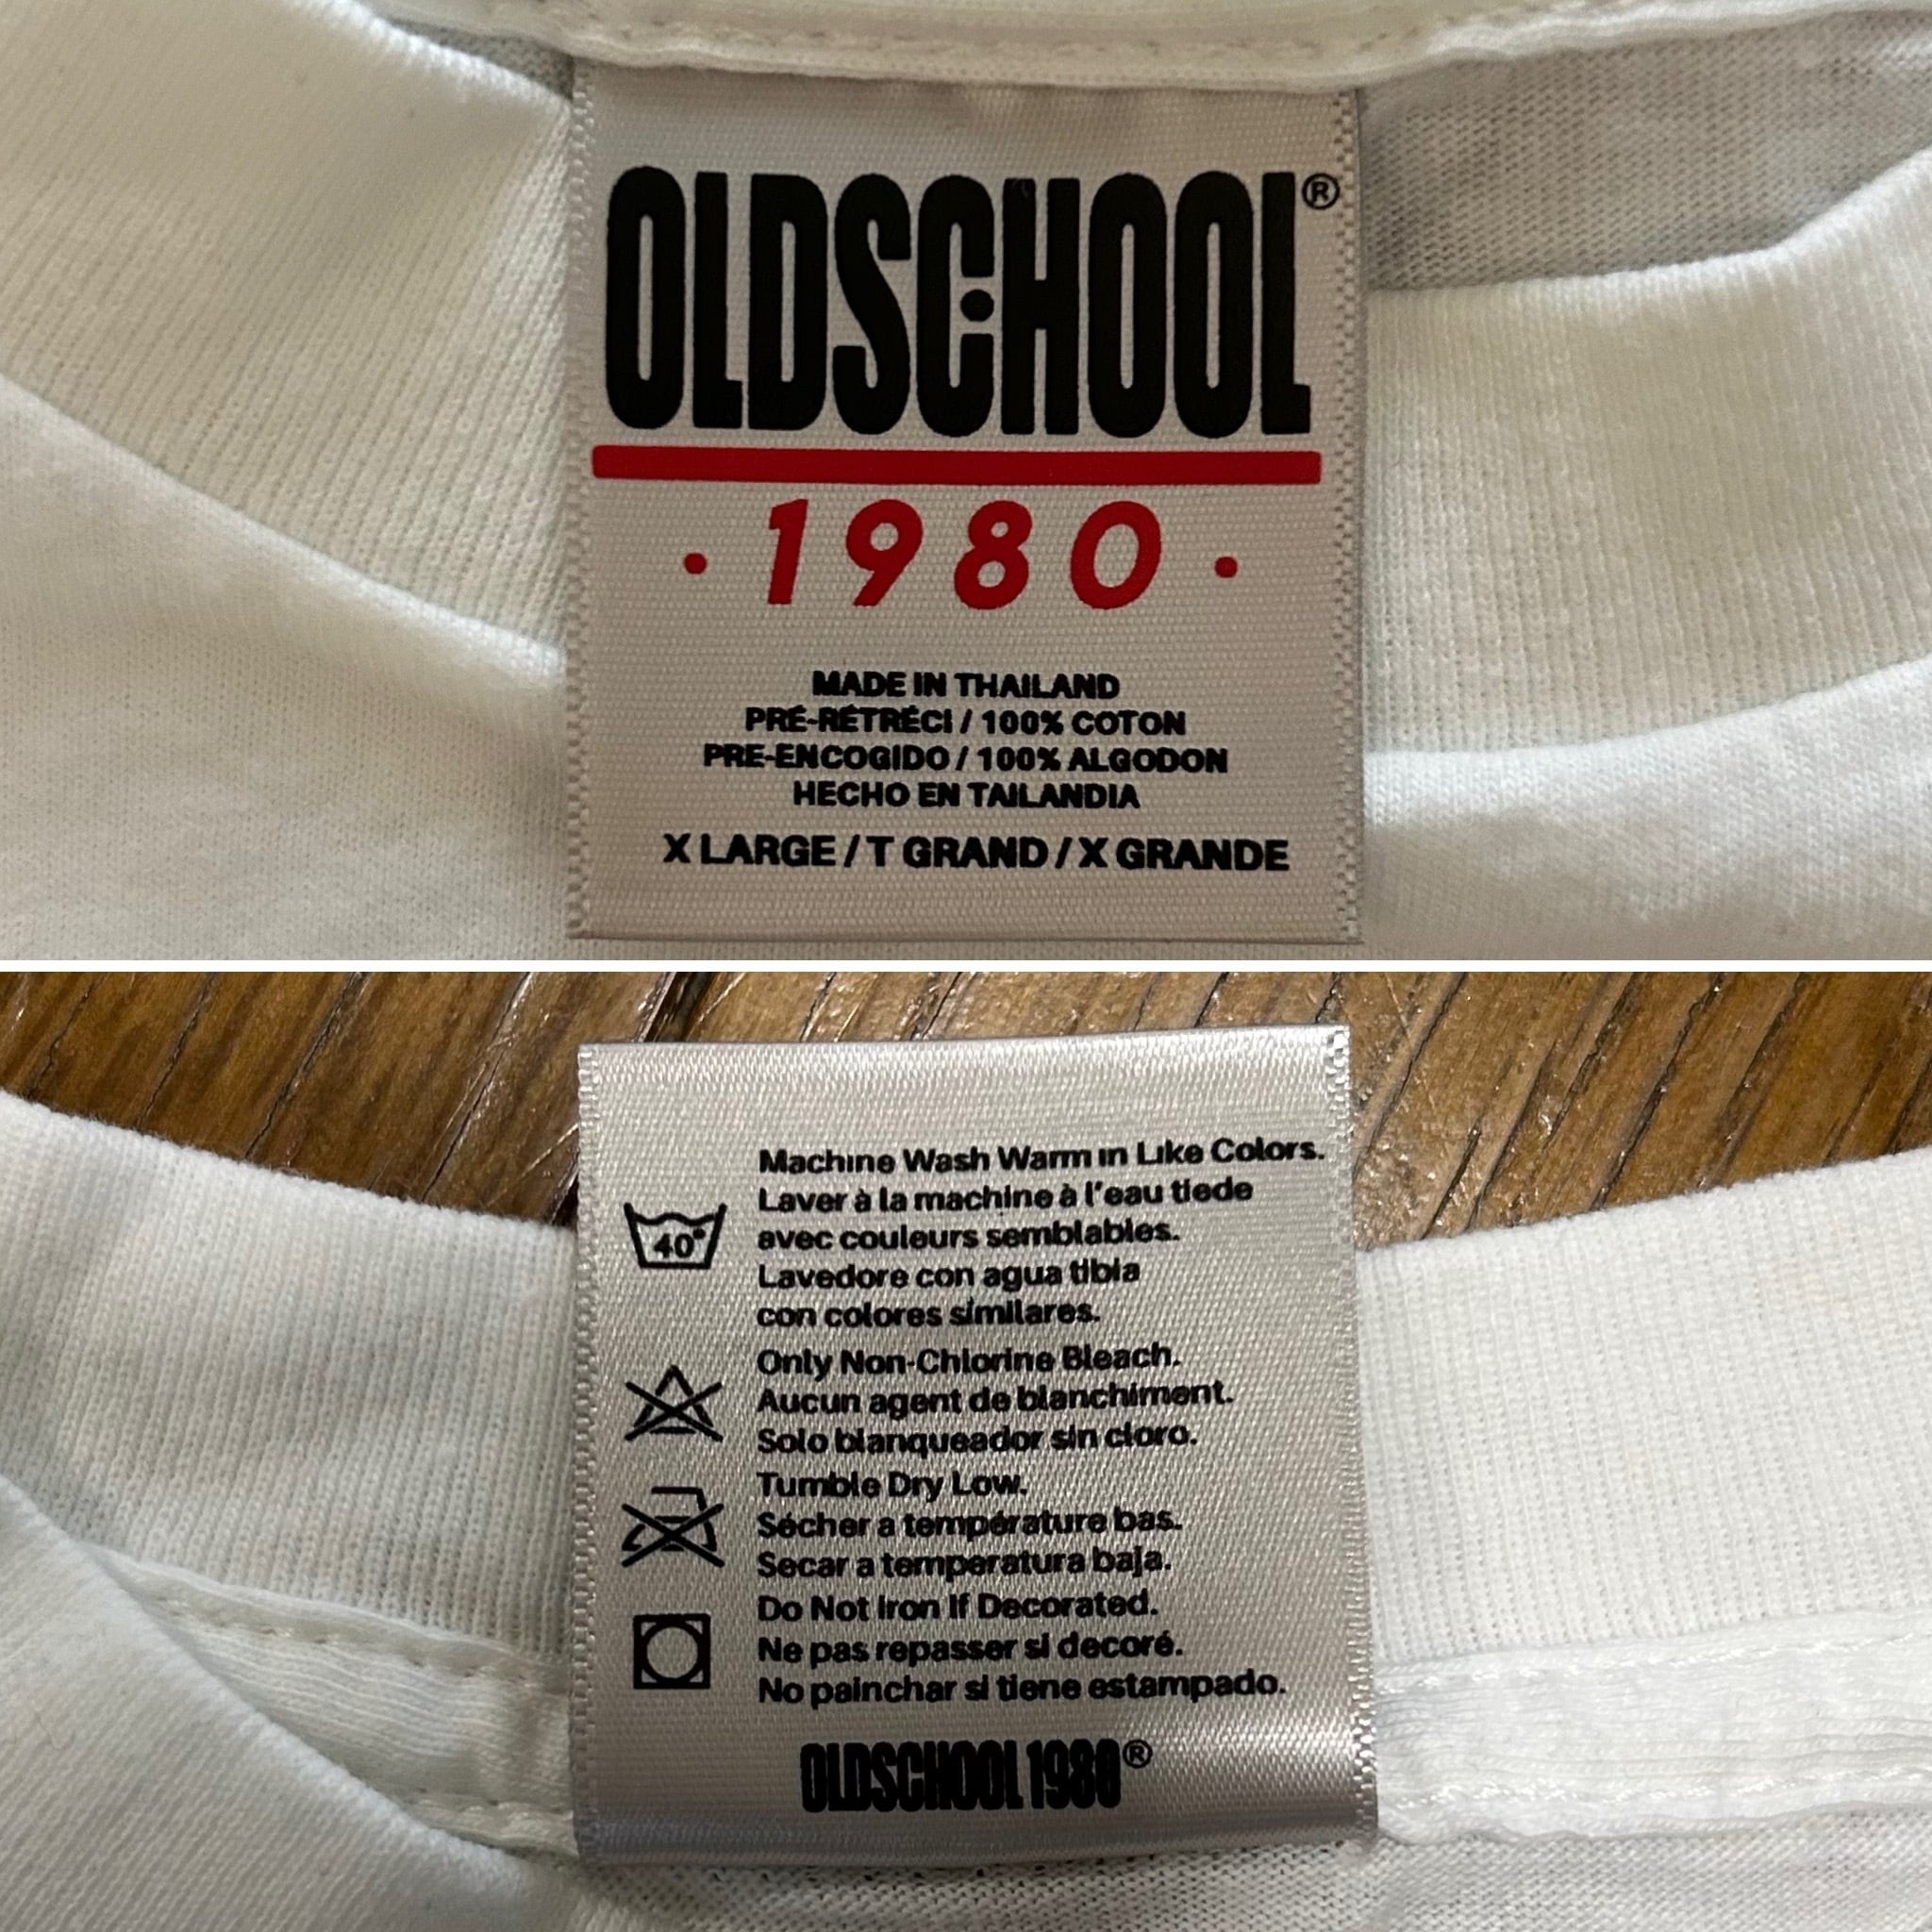 OLDSCHOOL®
· 1980 ·
MADE IN THAILAND
PRÉ-RÉTRÉCI / 100% COTON
PRE-ENCOGIDO / 100% ALGODON
HECHO EN TAILANDIA
X LARGE / T GRAND / X GRANDE
Machine Wash Warm in Like Colors.
Laver à la machine à l'eau tiede
avec couleurs semblables.
40°
Lavedore con agua tibia
con colores similares.
Only Non-Chlorine Bleach.
Aucun agent de blanchiment.
Solo blanqueador sin cloro.
Tumble Dry Low.
Sécher a température bas.
Secar a temperatura baja.
Do Not Iron If Decorated.
Ne pas repasser si decoré.
No painchar si tiene estampado.
OLDSCHOOL 1980®